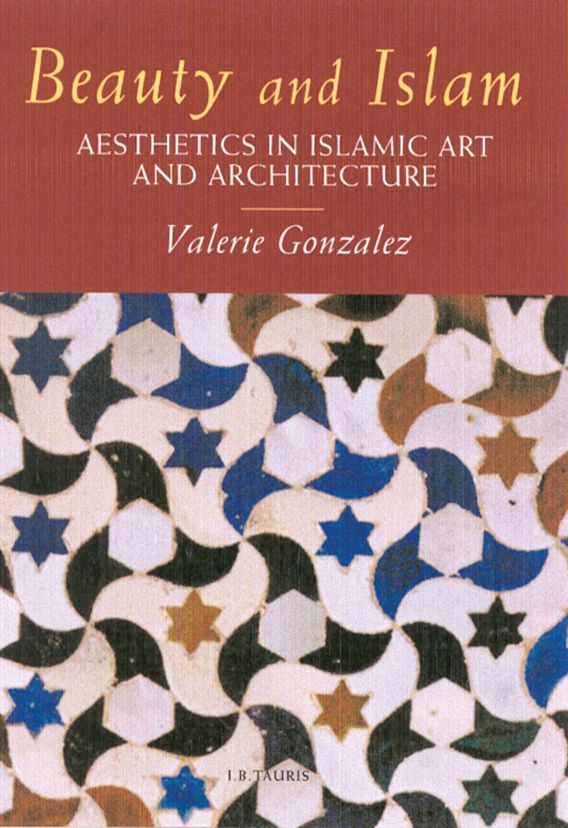 Beauty and Islam
AESTHETICS IN ISLAMIC ART
AND ARCHITECTURE
Valerie Gonzalez
I.B.TAURIS